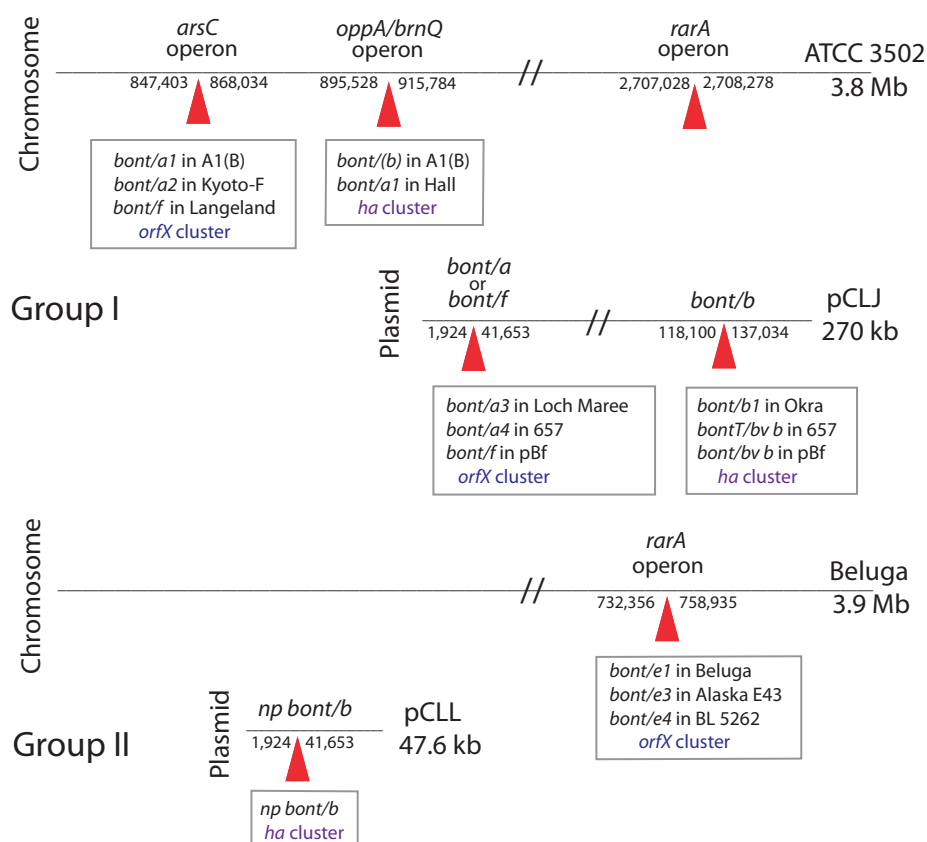 Chromosome
arsC
operon
oppA/brnQ
operon
rarA
operon
ATCC 3502
3.8 Mb
847,403 868,034
895,528 915,784
//
2,707,028 2,708,278
bont/a1 in A1(B)
bont/a2 in Kyoto-F
bont/f in Langeland
orfX cluster
bont/(b) in A1(B)
bont/a1 in Hall
ha cluster
Group I
Plasmid
bont/a
or
bont/f
bont/b
pCLJ
270 kb
1,924 41,653
//
118,100 137,034
bont/a3 in Loch Maree
bont/a4 in 657
bont/f in pBf
orfX cluster
bont/b1 in Okra
bontT/bv b in 657
bont/bv b in pBf
ha cluster
Chromosome
rarA
operon
Beluga
3.9 Mb
//
732,356 758,935
bont/e1 in Beluga
bont/e3 in Alaska E43
bont/e4 in BL 5262
orfX cluster
Group II
Plasmid
np bont/b
pCLL
47.6 kb
1,924 41,653
np bont/b
ha cluster